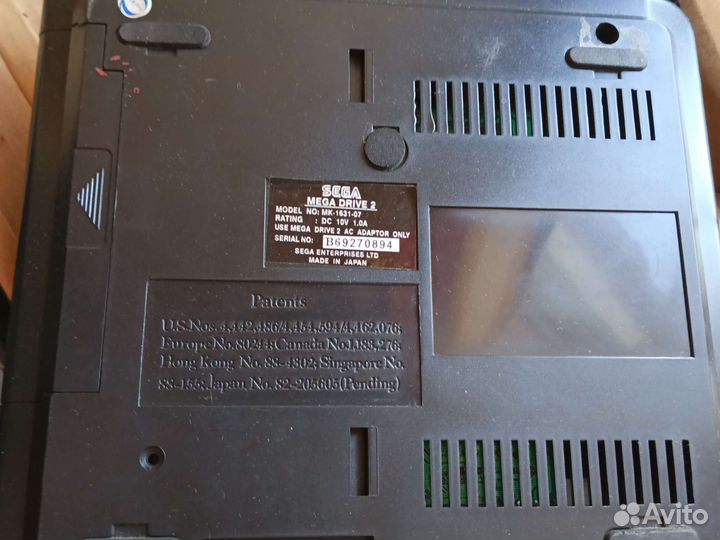 SEGA
MEGA DRIVE 2
MODEL NO: MK-1631-07
RATING : DC 10V 1.0A
USE MEGA DRIVE 2 AC ADAPTOR ONLY
SERIAL NO: B69270894
SEGA ENTERPRISES LTD
MADE IN JAPAN
Patents
U.S.Nos. 4,442,486/4,454,594/4,462,076;
Europe No. 80244; Canada No.1,183,276;
Hong Kong No. 88-4302; Singapore No.
88-155; Japan No. 82-205605(Pending)
Avito